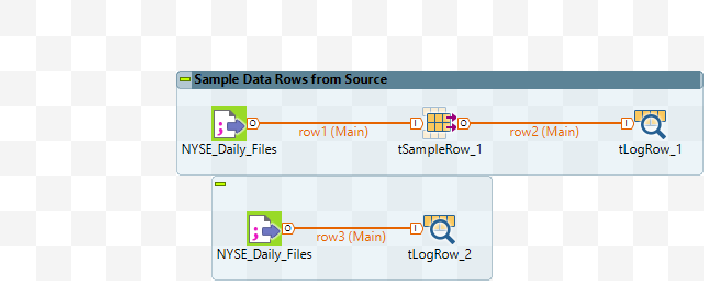 Sample Data Rows from Source
O
row1 (Main)
I
O
row2 (Main)
I
NYSE_Daily_Files
tSampleRow_1
tLogRow_1
O
row3 (Main)
I
NYSE_Daily_Files
tLogRow_2